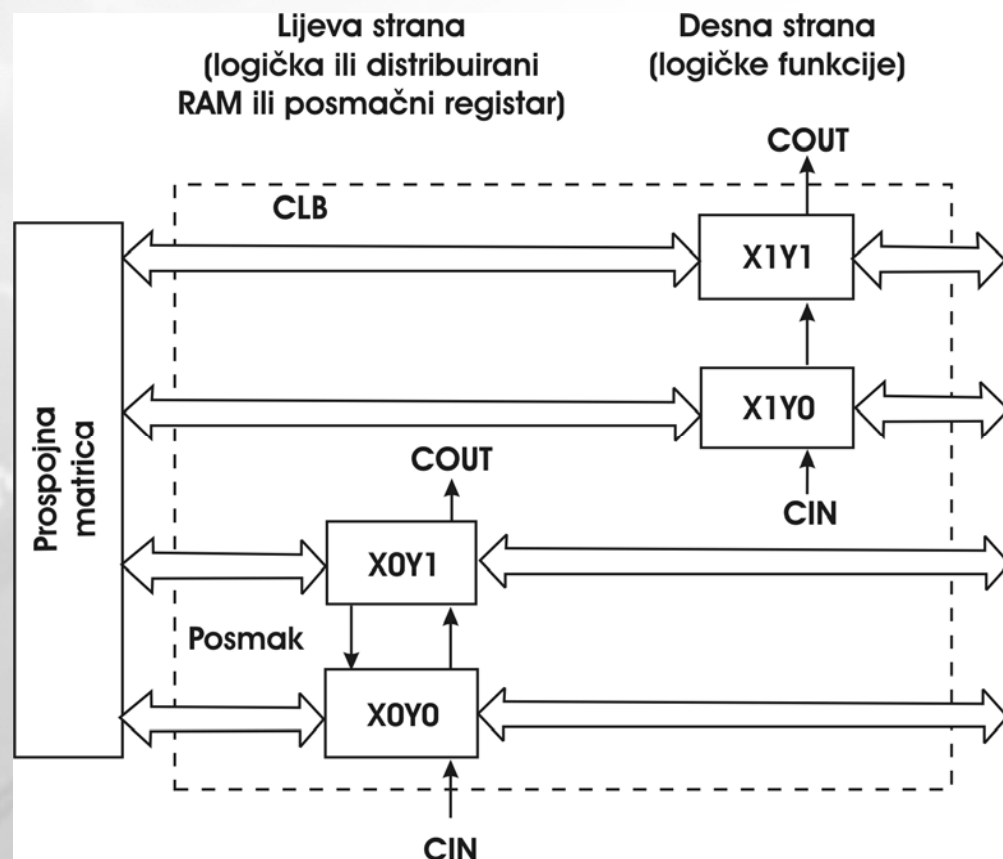 Lijeva strana
(logička ili distribuirani
RAM ili posmačni registar)
Desna strana
(logičke funkcije)
COUT
CLB
X1Y1
X1Y0
COUT
CIN
Prospojna
matrica
X0Y1
Posmak
X0Y0
CIN